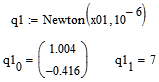 q1 := Newton(x01, 10^-6)
q1_0 = (1.004
-0.416) q1_1 = 7